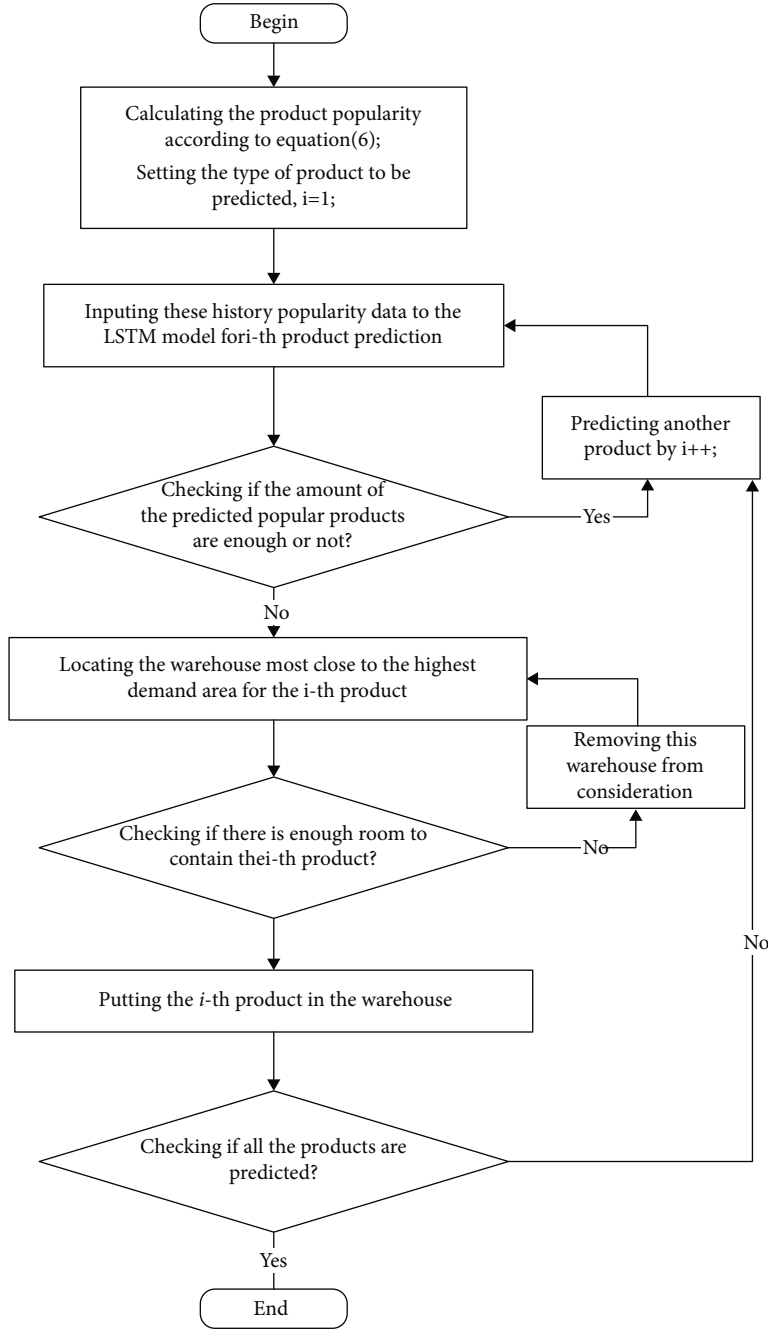 Begin
Calculating the product popularity
according to equation(6);
Setting the type of product to be
predicted, i=1;
Inputing these history popularity data to the
LSTM model fori-th product prediction
Predicting another
product by i++;
Checking if the amount of
the predicted popular products
are enough or not?
Yes
No
Locating the warehouse most close to the highest
demand area for the i-th product
Removing this
warehouse from
consideration
Checking if there is enough room to
contain thei-th product?
No
No
Putting the i-th product in the warehouse
Checking if all the products are
predicted?
Yes
End